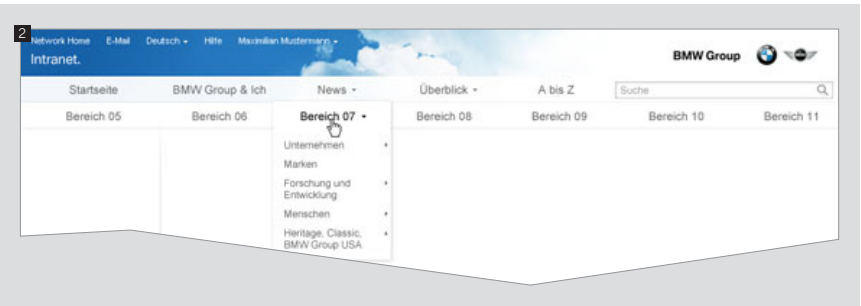 2
Network Home E-Mail Deutsch Hilfe Maximilian Mustermann
Intranet.
BMW Group
Startseite BMW Group & Ich News Überblick A bis Z Suche
Bereich 05 Bereich 06 Bereich 07 Bereich 08 Bereich 09 Bereich 10 Bereich 11
Unternehmen
Marken
Forschung und
Entwicklung
Menschen
Heritage, Classic,
BMW Group USA